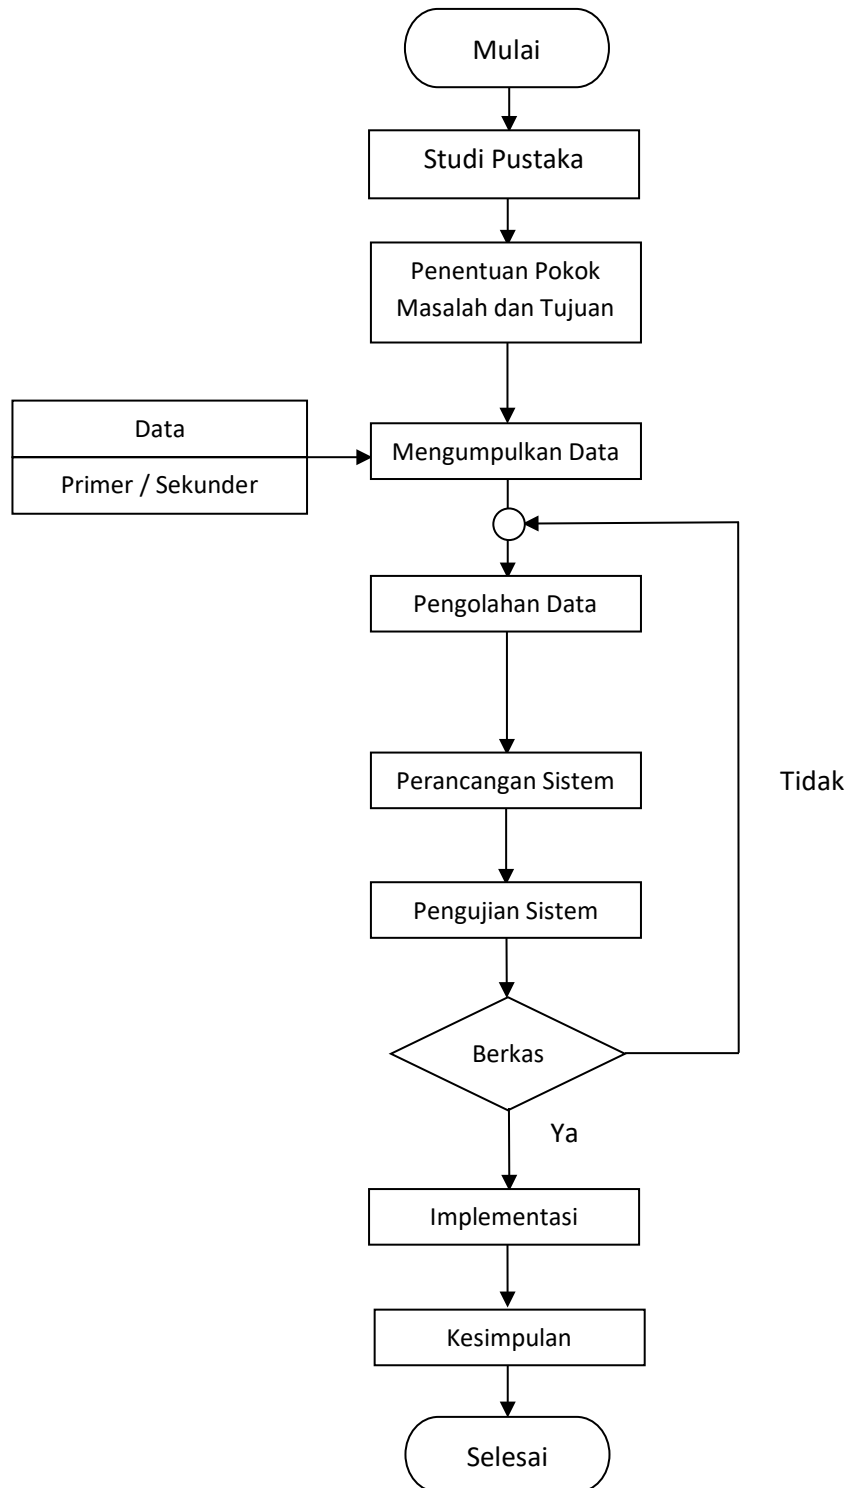 Mulai
Studi Pustaka
Penentuan Pokok
Masalah dan Tujuan
Data
Primer / Sekunder
Mengumpulkan Data
Pengolahan Data
Perancangan Sistem
Tidak
Pengujian Sistem
Berkas
Ya
Implementasi
Kesimpulan
Selesai